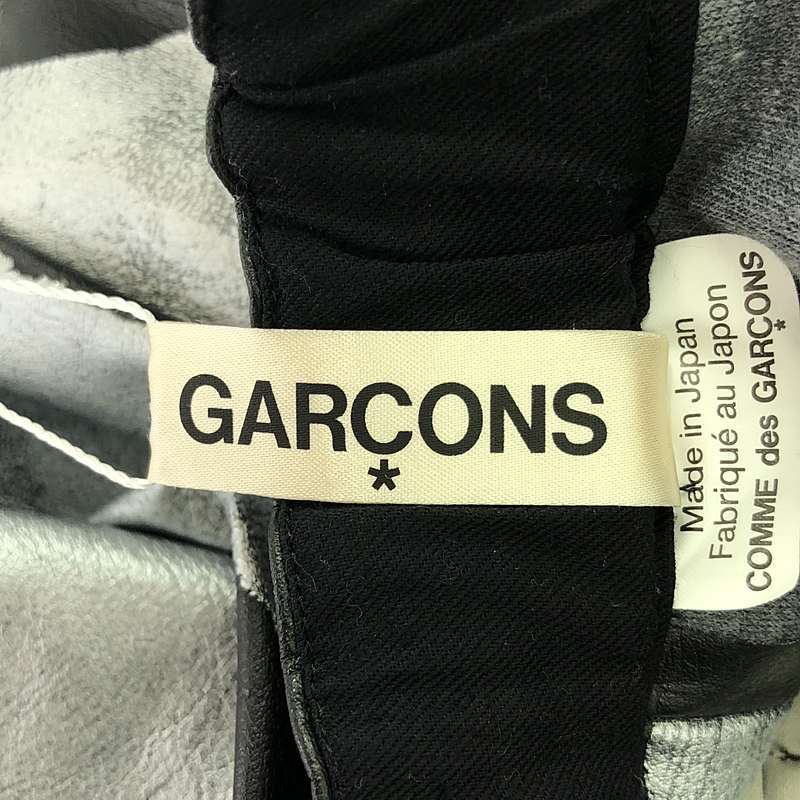 GARÇONS
*
Made in Japan
Fabriqué au Japon
COMME des GARÇONS
*